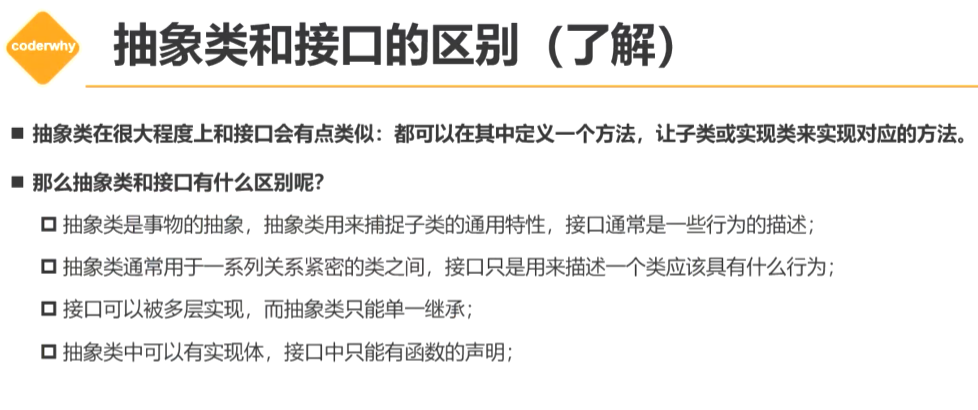 coderwhy
抽象类和接口的区别（了解）
抽象类在很大程度上和接口会有点类似：都可以在其中定义一个方法，让子类或实现类来实现对应的方法。
那么抽象类和接口有什么区别呢？
抽象类是事物的抽象，抽象类用来捕捉子类的通用特性，接口通常是一些行为的描述；
抽象类通常用于一系列关系紧密的类之间，接口只是用来描述一个类应该具有什么行为；
接口可以被多层实现，而抽象类只能单一继承；
抽象类中可以有实现体，接口中只能有函数的声明；